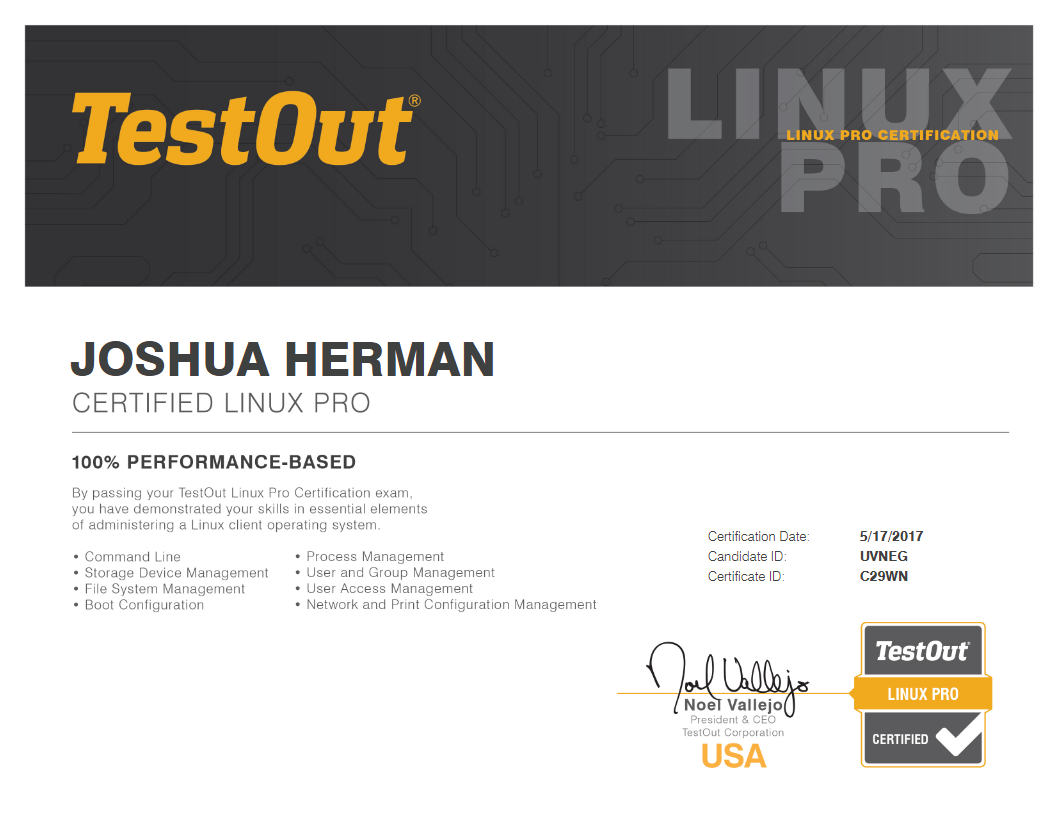 TestOut®
LINUX
LINUX PRO CERTIFICATION
PRO
JOSHUA HERMAN
CERTIFIED LINUX PRO
100% PERFORMANCE-BASED
By passing your TestOut Linux Pro Certification exam,
you have demonstrated your skills in essential elements
of administering a Linux client operating system.
• Command Line
• Storage Device Management
• File System Management
• Boot Configuration
• Process Management
• User and Group Management
• User Access Management
• Network and Print Configuration Management
Certification Date: 5/17/2017
Candidate ID: UVNEG
Certificate ID: C29WN
Noel Vallejo
Noel Vallejo
President & CEO
TestOut Corporation
USA
TestOut®
LINUX PRO
CERTIFIED